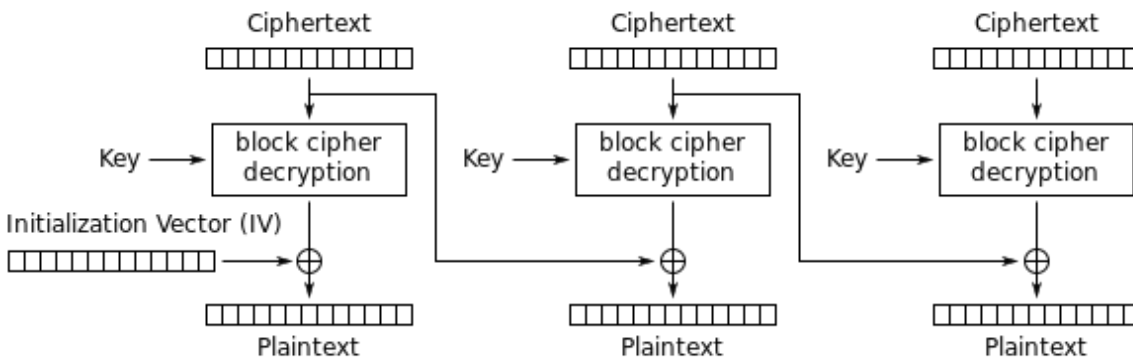 Ciphertext
Ciphertext
Ciphertext
Key
block cipher
decryption
Key
block cipher
decryption
Key
block cipher
decryption
Initialization Vector (IV)
Plaintext
Plaintext
Plaintext